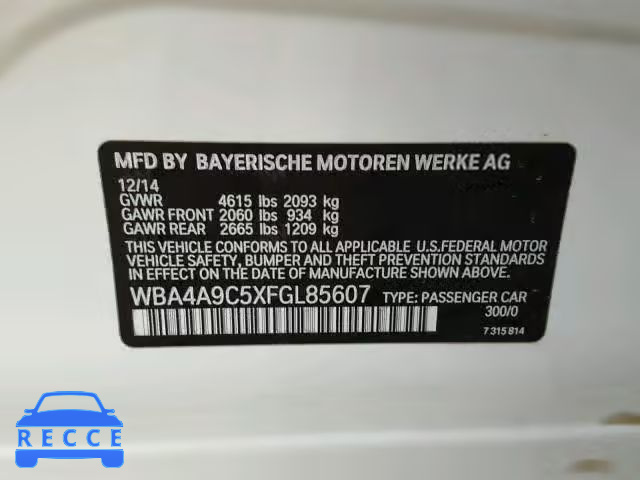 MFD BY BAYERISCHE MOTOREN WERKE AG
12/14
GVWR 4615 lbs 2093 kg
GAWR FRONT 2060 lbs 934 kg
GAWR REAR 2665 lbs 1209 kg
THIS VEHICLE CONFORMS TO ALL APPLICABLE U.S.FEDERAL MOTOR
VEHICLE SAFETY, BUMPER AND THEFT PREVENTION STANDARDS
IN EFFECT ON THE DATE OF MANUFACTURE SHOWN ABOVE.
WBA4A9C5XFGL85607 TYPE: PASSENGER CAR
300/0
7 315 814
RECCE